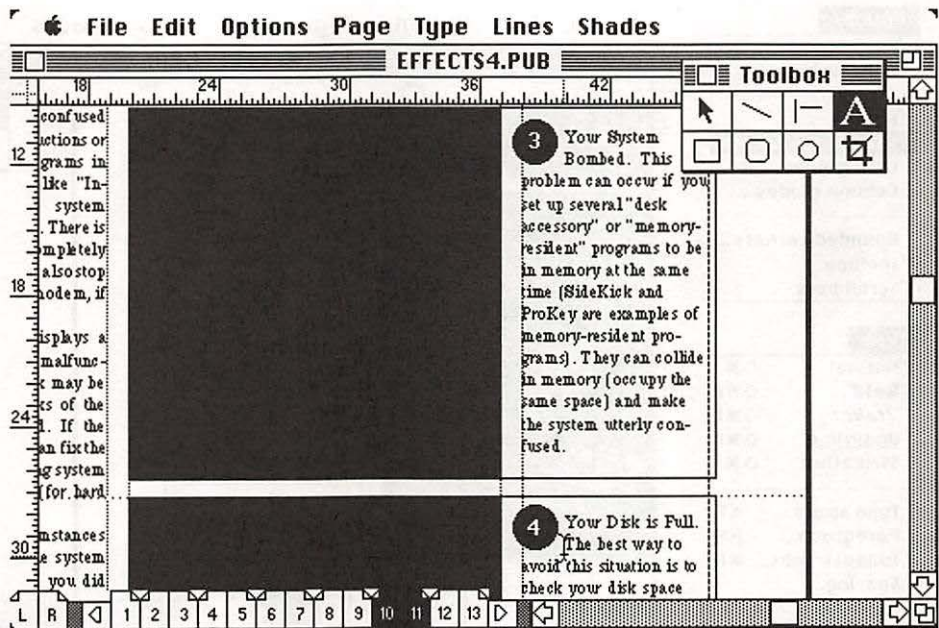 File Edit Options Page Type Lines Shades
EFFECTS4.PUB
Toolbox
A
18 24 30 36 42
12
18
24
30
confused
ctions or
grams in
like "In-
system
. There is
mpletely
also stop
nodem, if
isplays a
malfunc-
k may be
ts of the
l. If the
an fix the
ng system
(for hard
nstances
e system
you did
3
Your System
Bombed. This
problem can occur if you
set up several "desk
accessory" or "memory-
resident" programs to be
in memory at the same
time (SideKick and
ProKey are examples of
memory-resident pro-
grams). They can collide
in memory (occupy the
same space) and make
the system utterly con-
fused.
4
Your Disk is Full.
The best way to
avoid this situation is to
check your disk space
L R 1 2 3 4 5 6 7 8 9 10 11 12 13